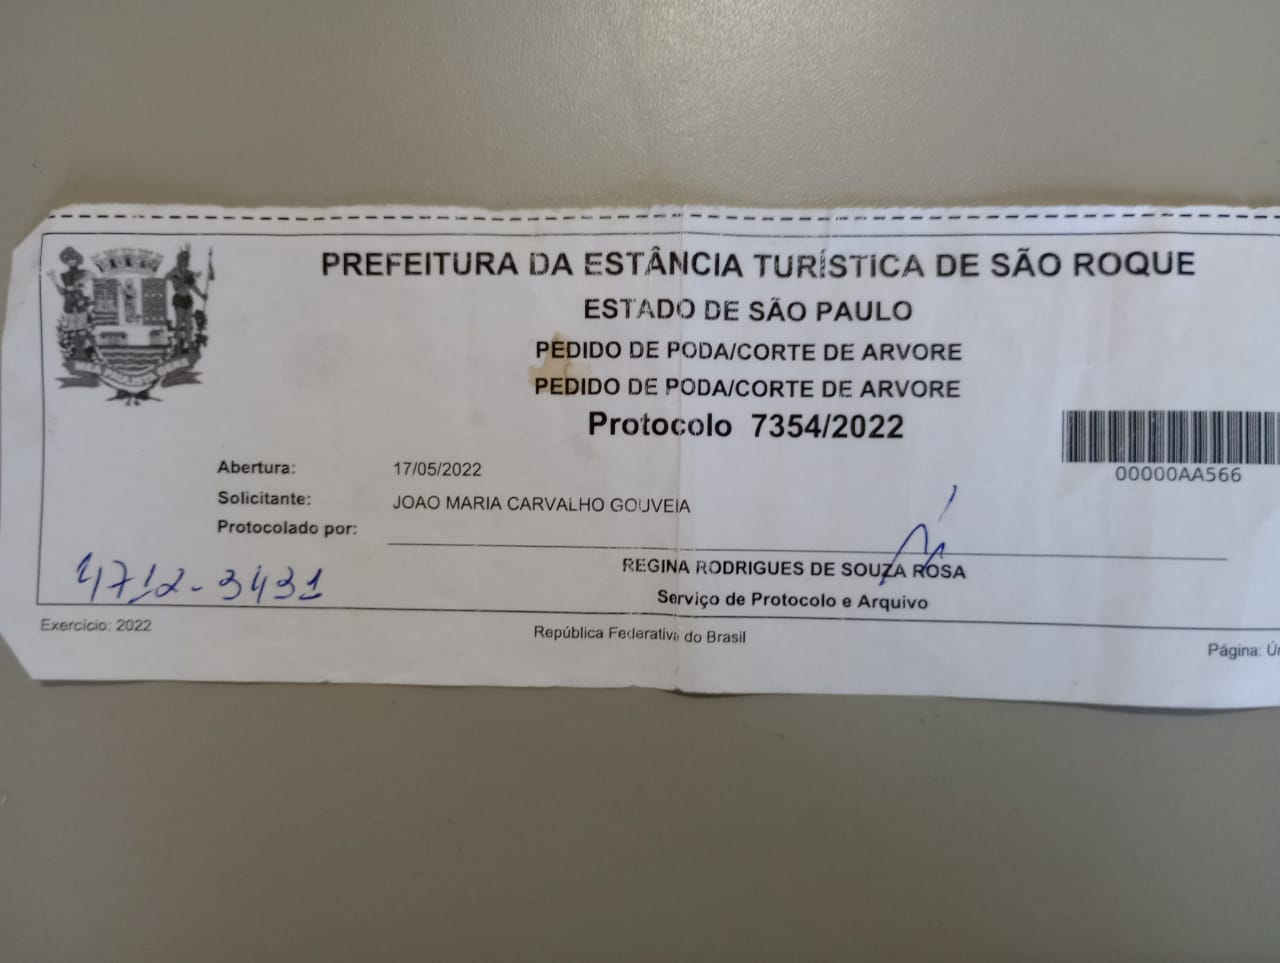 PREFEITURA DA ESTÂNCIA TURÍSTICA DE SÃO ROQUE
ESTADO DE SÃO PAULO
PEDIDO DE PODA/CORTE DE ARVORE
PEDIDO DE PODA/CORTE DE ARVORE
Protocolo 7354/2022
00000AA566
Abertura: 17/05/2022
Solicitante: JOAO MARIA CARVALHO GOUVEIA
Protocolado por:
REGINA RODRIGUES DE SOUZA ROSA
4712-3431
Serviço de Protocolo e Arquivo
Exercício: 2022
República Federativa do Brasil
Página: